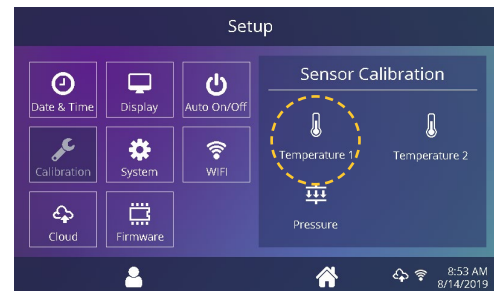 Setup
Date & Time
Display
Auto On/Off
Calibration
System
WIFI
Cloud
Firmware
Sensor Calibration
Temperature 1
Temperature 2
Pressure
8:53 AM
8/14/2019